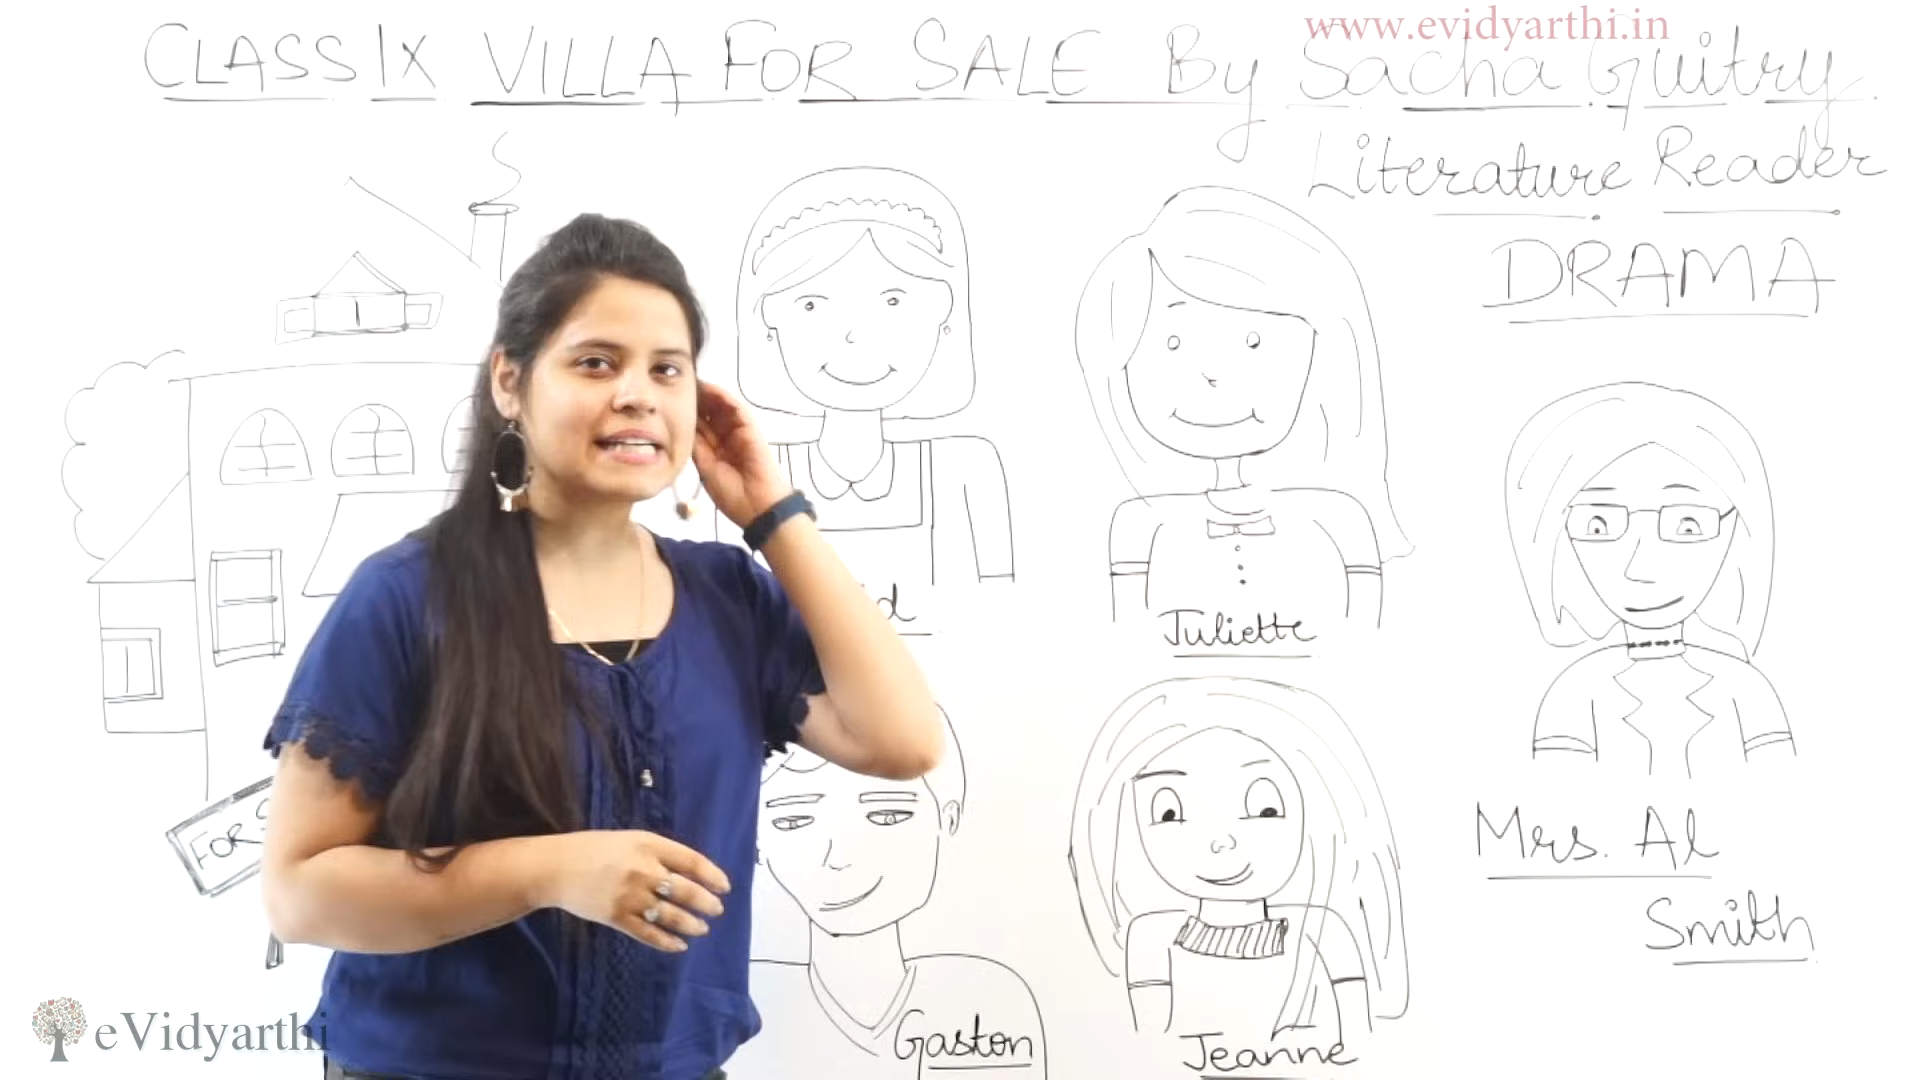 www.evidyarthi.in
CLASS IX VILLA FOR SALE By Sacha Guitry
Literature Reader
DRAMA
Juliette
FOR
Mrs. Al
Smith
Gaston
Jeanne
eVidyarthi